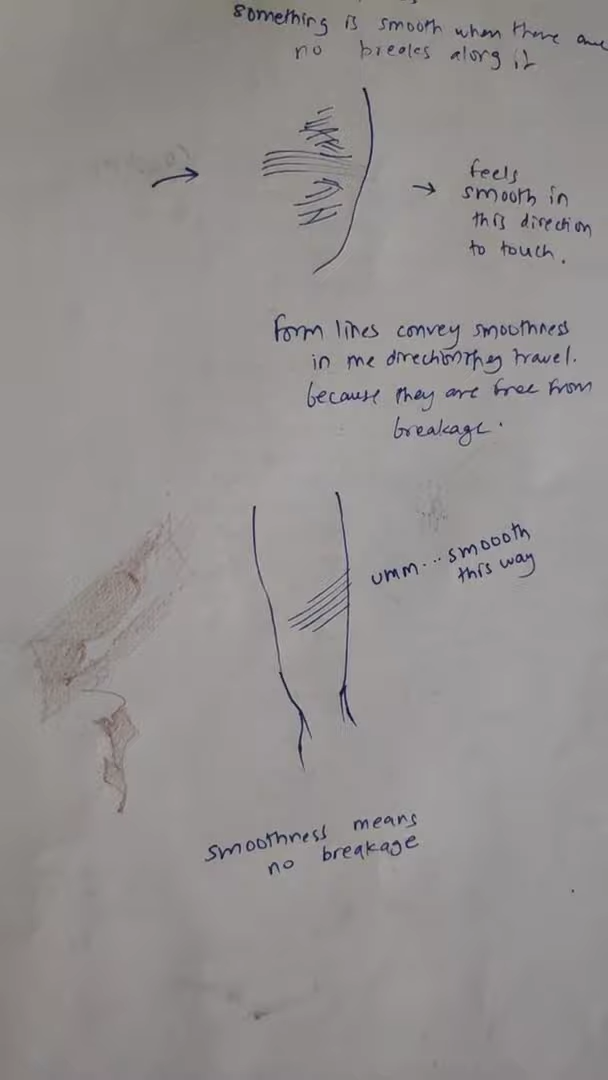 something is smooth when there are
no breaks along it
feels
smooth in
this direction
to touch.
Form lines convey smoothness
in the direction they travel.
because they are free from
breakage.
umm... smoooth
this way
smoothness means
no breakage